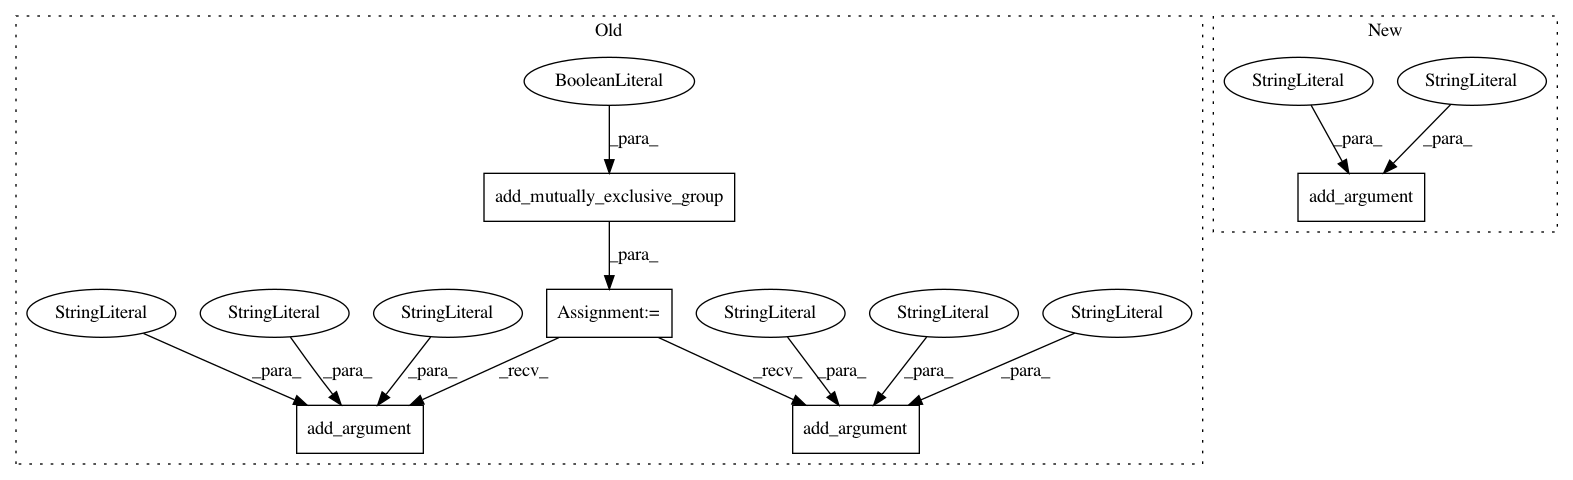 Old
New
BooleanLiteral
StringLiteral
StringLiteral
_para_
_para_
_para_
add_mutually_exclusive_group
add_argument
_para_
StringLiteral
StringLiteral
StringLiteral
Assignment:=
StringLiteral
StringLiteral
StringLiteral
_para_
_para_
_para_
_recv_
_recv_
_para_
_para_
_para_
add_argument
add_argument